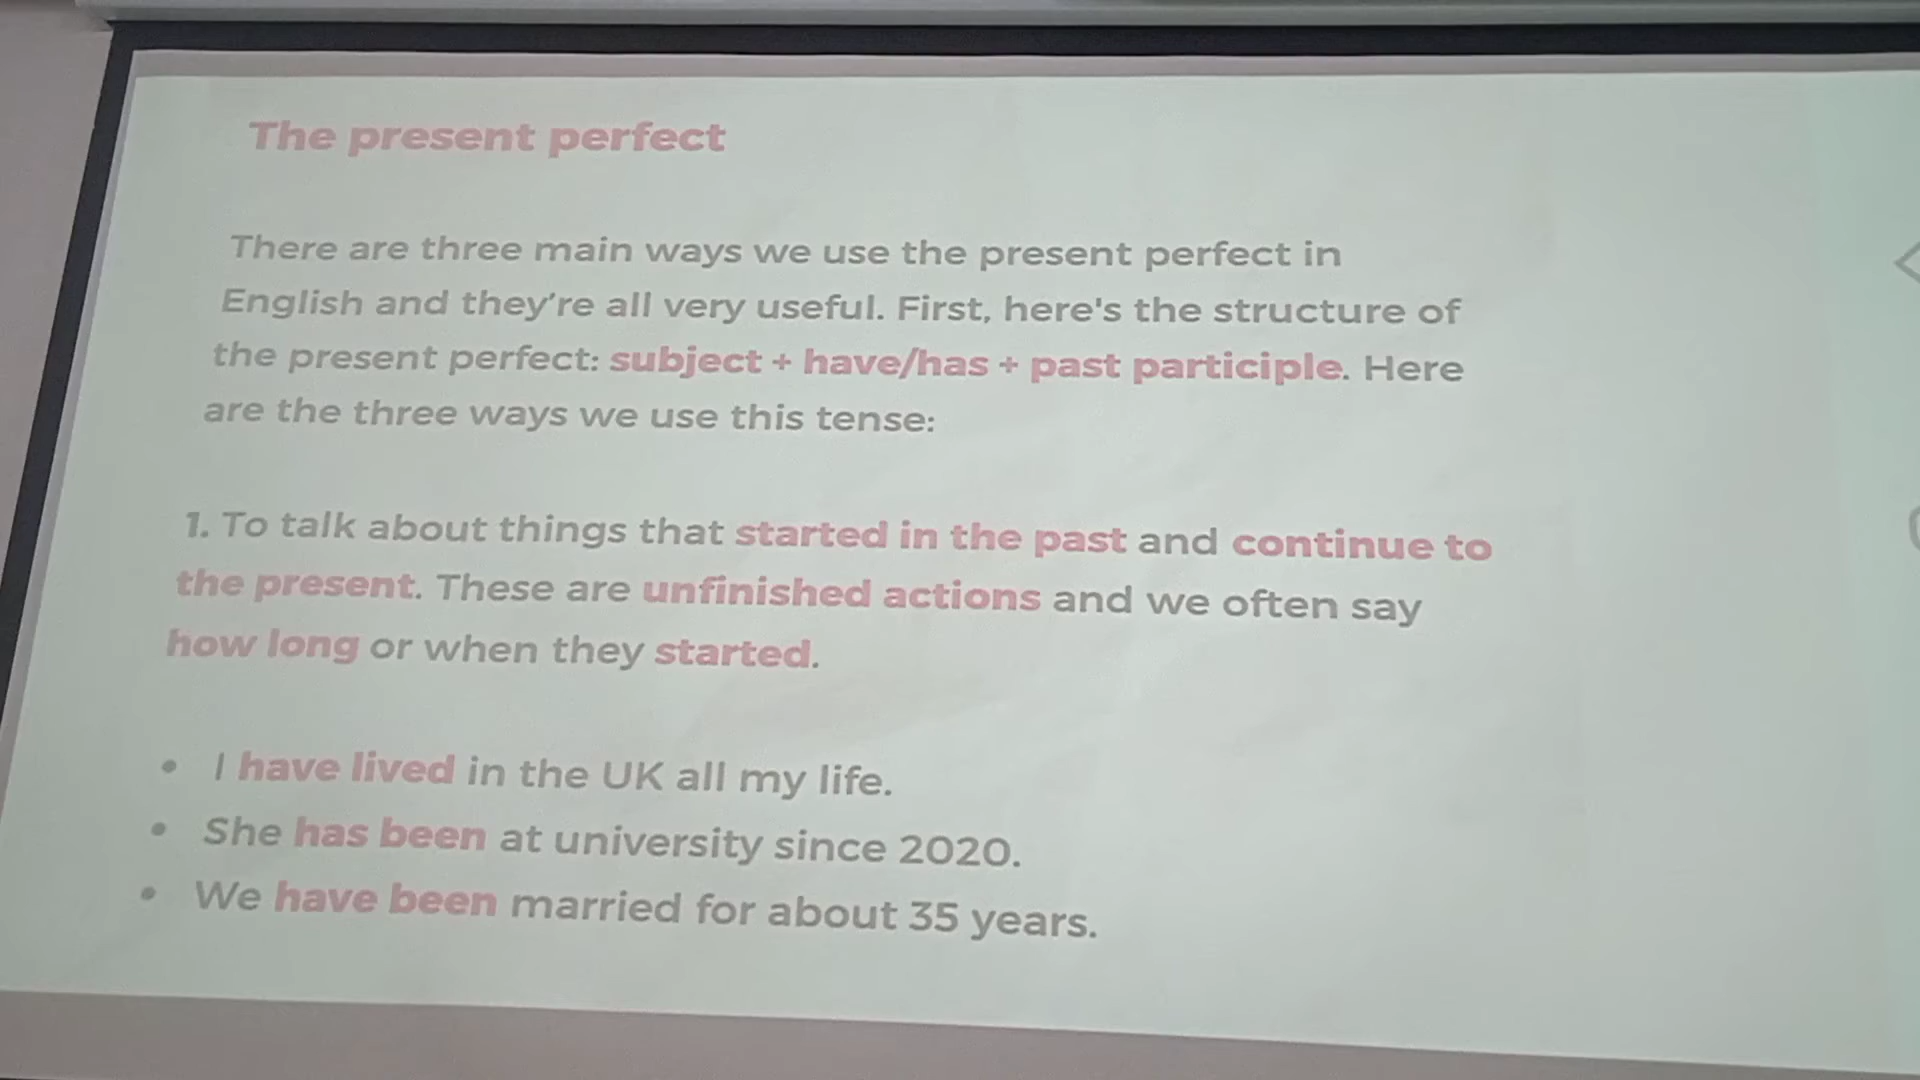 The present perfect
There are three main ways we use the present perfect in
English and they're all very useful. First, here's the structure of
the present perfect: subject + have/has + past participle. Here
are the three ways we use this tense:
1. To talk about things that started in the past and continue to
the present. These are unfinished actions and we often say
how long or when they started.
• I have lived in the UK all my life.
• She has been at university since 2020.
• We have been married for about 35 years.